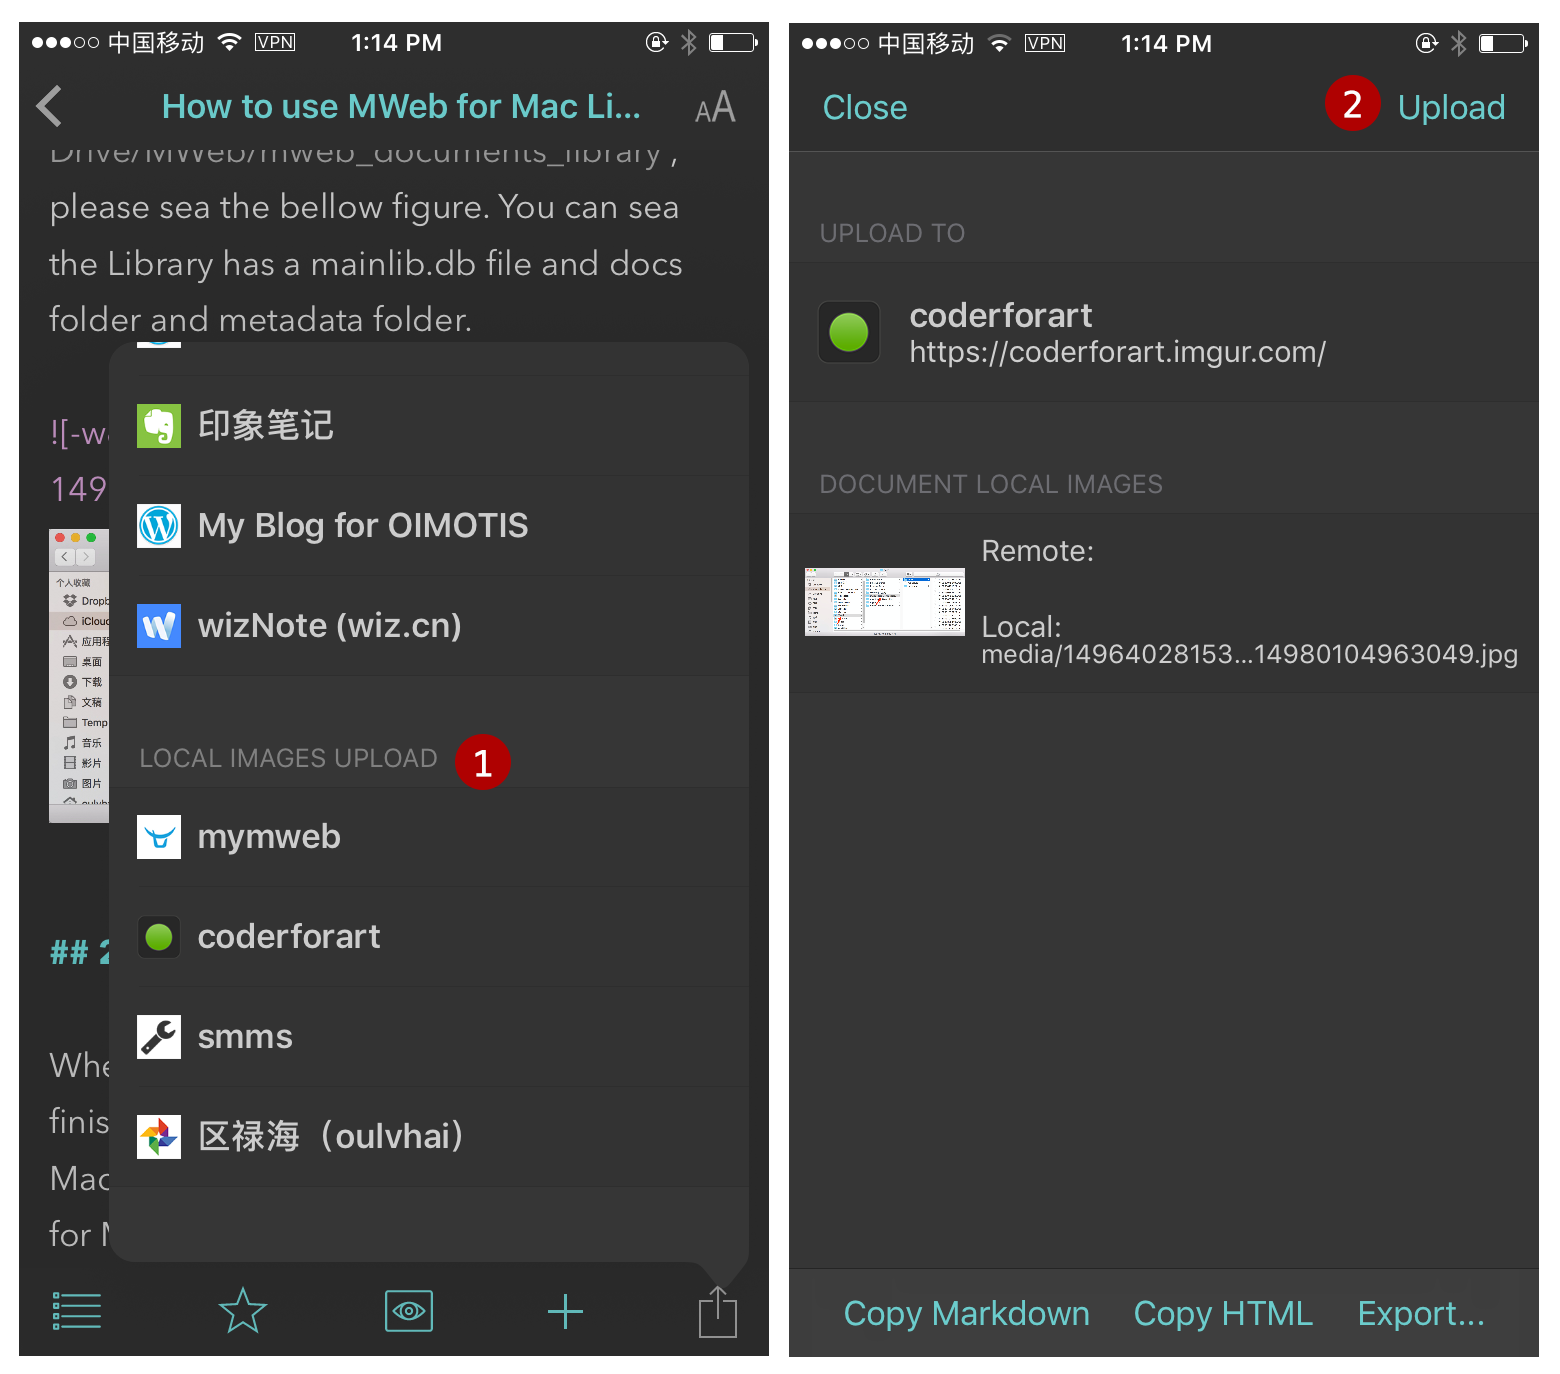 中国移动 VPN 1:14 PM
How to use MWeb for Mac Li...
AA
Drive/MWeb/mweb_documents_library ,
please sea the bellow figure. You can sea
the Library has a mainlib.db file and docs
folder and metadata folder.
![-w
149
个人收藏
Dropb
iCloud
应用程
桌面
下载
文稿
Temp
音乐
影片
图片
oulvha
## 2
Whe
finis
Mac
for M
印象笔记
My Blog for OIMOTIS
wizNote (wiz.cn)
LOCAL IMAGES UPLOAD 1
mymweb
coderforart
smms
区禄海（oulvhai）
中国移动 VPN 1:14 PM
Close 2 Upload
UPLOAD TO
coderforart
https://coderforart.imgur.com/
DOCUMENT LOCAL IMAGES
Remote:
Local:
media/14964028153...14980104963049.jpg
Copy Markdown Copy HTML Export...